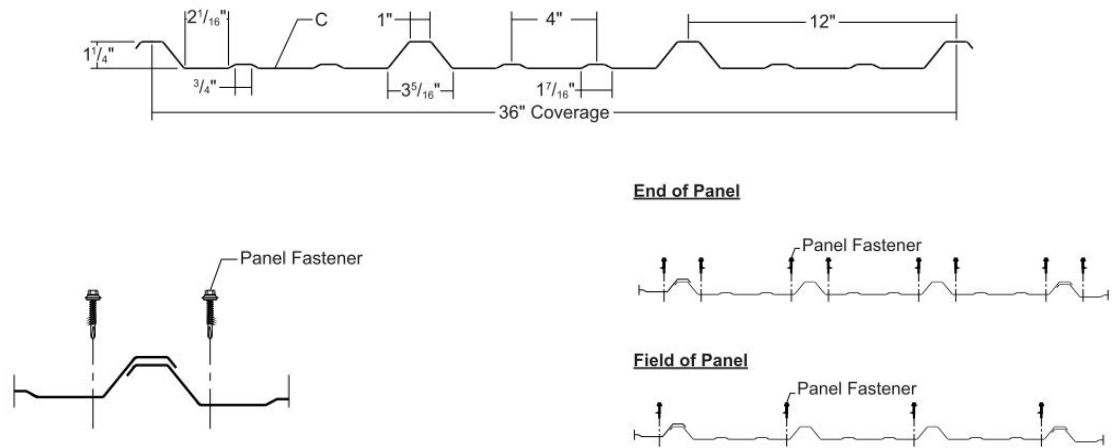 2 1/16"
C
1"
4"
12"
1 1/4"
3/4"
3 5/16"
1 7/16"
36" Coverage
End of Panel
Panel Fastener
Panel Fastener
Field of Panel
Panel Fastener